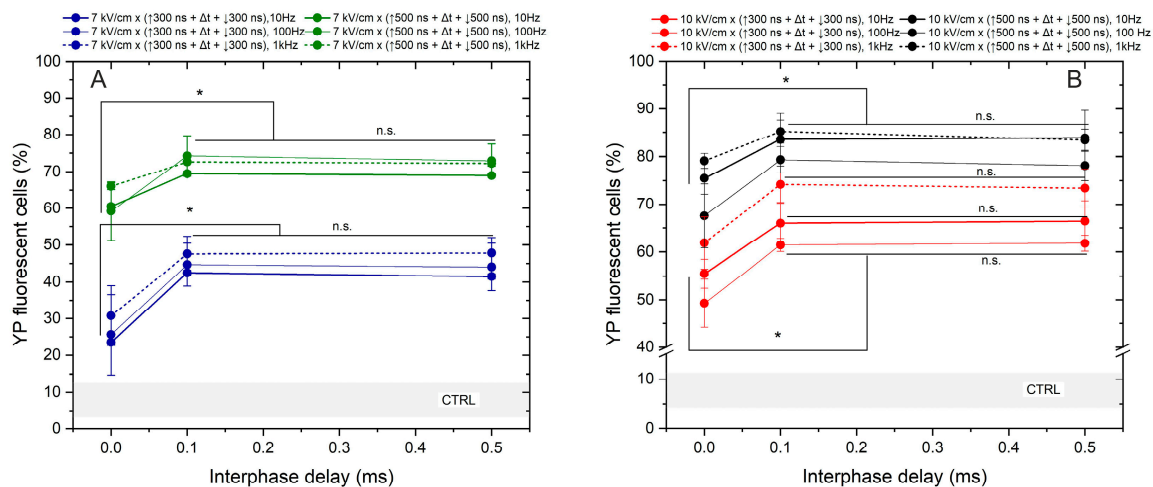 7 kV/cm x (↑300 ns + Δt + ↓300 ns),10Hz
7 kV/cm x (↑500 ns + Δt + ↓500 ns), 10Hz
7 kV/cm x (↑300 ns + Δt + ↓300 ns), 100Hz
7 kV/cm x (↑500 ns + Δt + ↓500 ns), 100Hz
7 kV/cm x (↑300 ns + Δt + ↓300 ns), 1kHz
7 kV/cm x (↑500 ns + Δt + ↓500 ns), 1kHz
A
YP fluorescent cells (%)
100
90
80
70
60
50
40
30
20
10
0
*
n.s.
*
n.s.
CTRL
0.0
0.1
0.2
0.3
0.4
0.5
Interphase delay (ms)
10 kV/cm x (↑300 ns + Δt + ↓300 ns), 10Hz
10 kV/cm x (↑500 ns + Δt + ↓500 ns), 10Hz
10 kV/cm x (↑300 ns + Δt + ↓300 ns), 100Hz
10 kV/cm x (↑500 ns + Δt + ↓500 ns), 100 Hz
10 kV/cm x (↑300 ns + Δt + ↓300 ns), 1kHz
10 kV/cm x (↑500 ns + Δt + ↓500 ns), 1kHz
B
YP fluorescent cells (%)
100
90
80
70
60
50
40
10
0
*
n.s.
n.s.
n.s.
n.s.
*
CTRL
0.0
0.1
0.2
0.3
0.4
0.5
Interphase delay (ms)